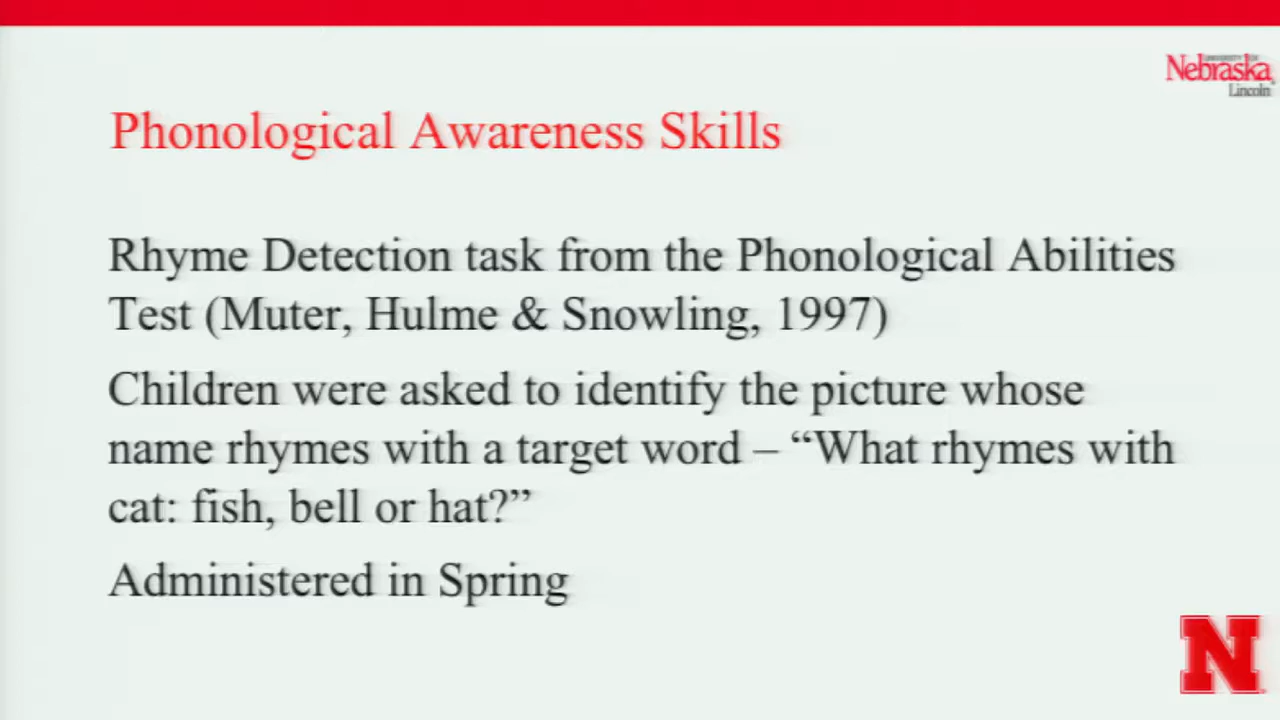 UNIVERSITY OF
Nebraska
Lincoln
Phonological Awareness Skills
Rhyme Detection task from the Phonological Abilities
Test (Muter, Hulme & Snowling, 1997)
Children were asked to identify the picture whose
name rhymes with a target word – “What rhymes with
cat: fish, bell or hat?”
Administered in Spring
N